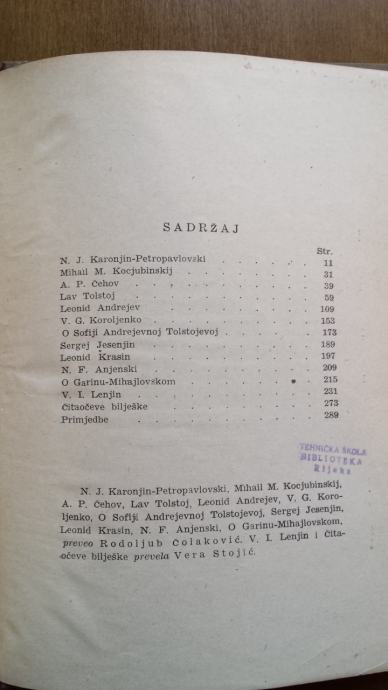 SADRŽAJ
Str.
N. J. Karonjin-Petropavlovski . . . . . . 11
Mihail M. Kocjubinskij . . . . . . . 31
A. P. Čehov . . . . . . . . . 39
Lav Tolstoj . . . . . . . . . 59
Leonid Andrejev . . . . . . . . 109
V. G. Koroljenko . . . . . . . . 153
O Sofiji Andrejevnoj Tolstojevoj . . . . . 173
Sergej Jesenjin . . . . . . . . 189
Leonid Krasin . . . . . . . . 197
N. F. Anjenski . . . . . . . . 209
O Garinu-Mihajlovskom . . . . . . 215
V. I. Lenjin . . . . . . . . . 231
Čitaočeve bilješke . . . . . . . 273
Primjedbe . . . . . . . . . 289
TEHNIČKA ŠKOLA
BIBLIOTEKA
Rijeka
N. J. Karonjin-Petropavlovski, Mihail M. Kocjubinskij,
A. P. Čehov, Lav Tolstoj, Leonid Andrejev, V. G. Koro-
ljenko, O Sofiji Andrejevnoj Tolstojevoj, Sergej Jesenjin,
Leonid Krasin, N. F. Anjenski, O Garinu-Mihajlovskom,
preveo Rodoljub Čolaković. V. I. Lenjin i Čita-
očeve bilješke prevela Vera Stojić.